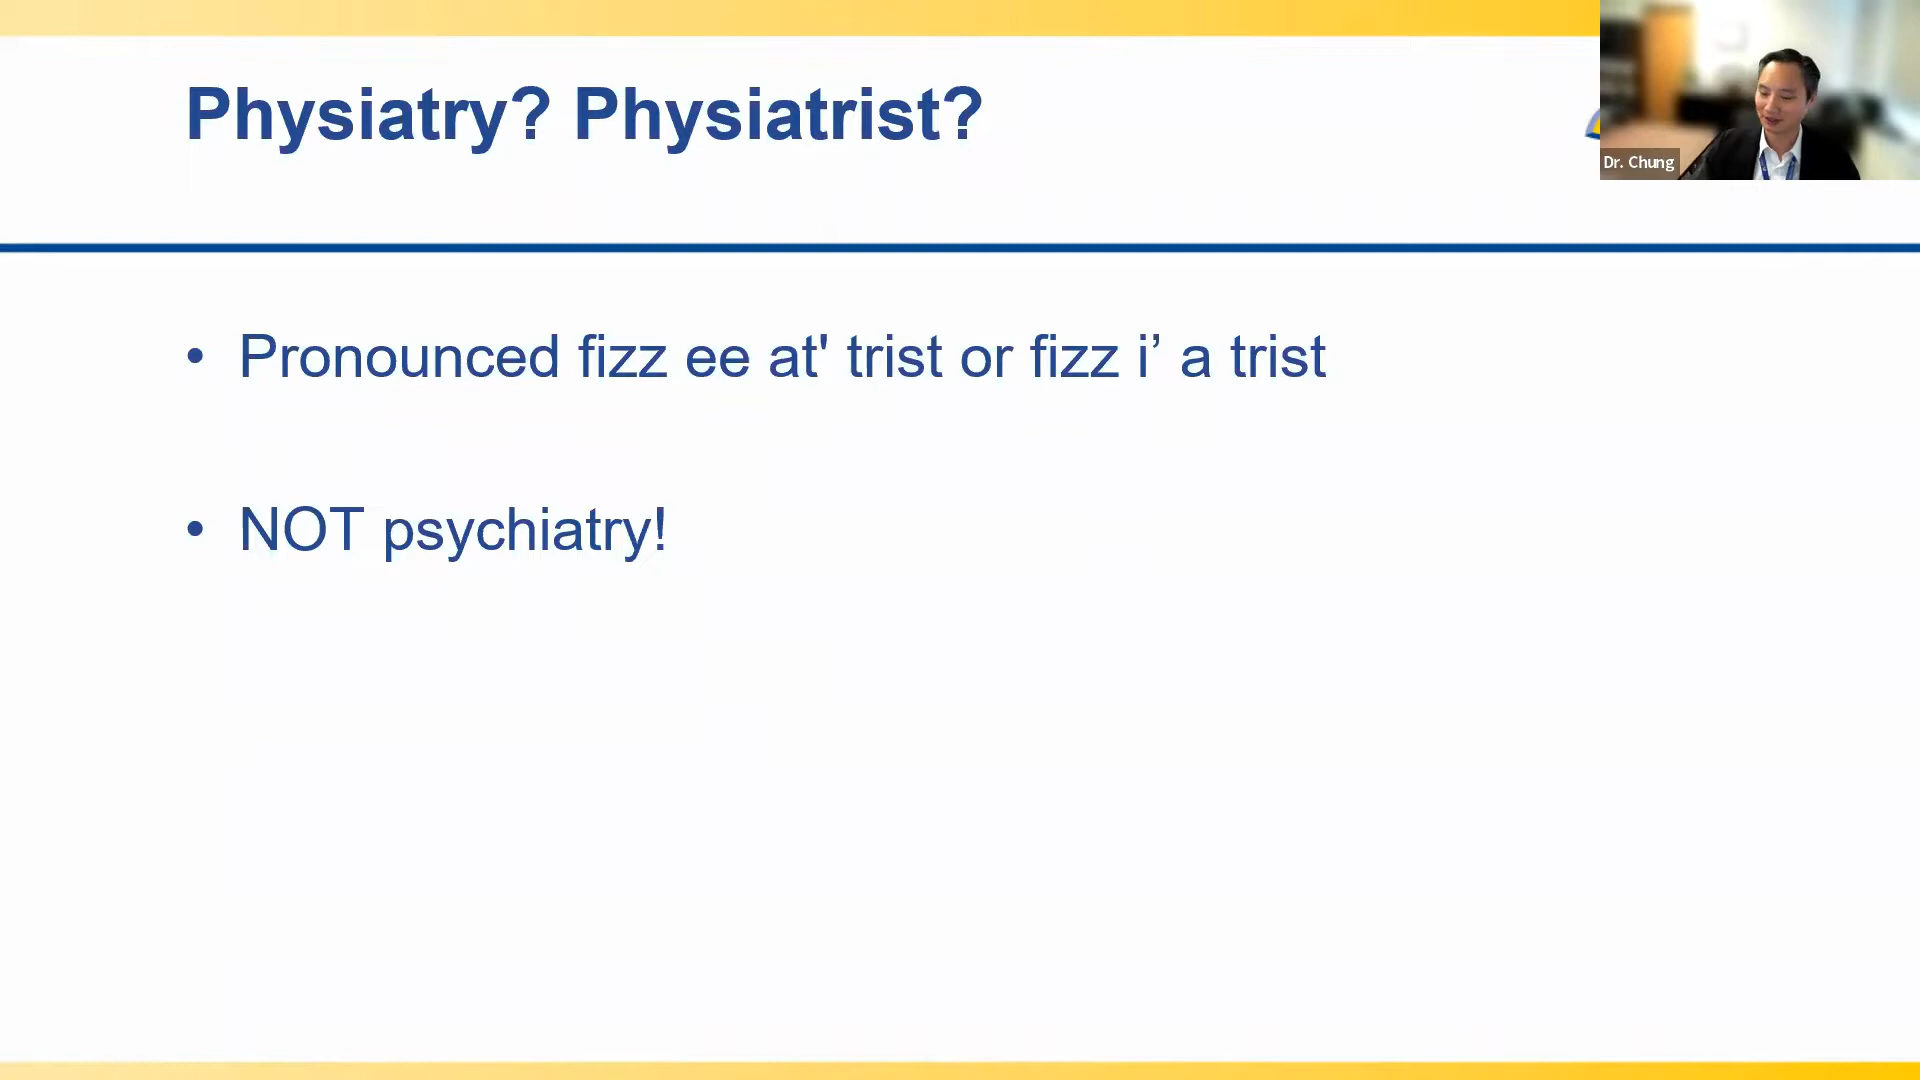 Physiatry? Physiatrist?
Dr. Chung
• Pronounced fizz ee at' trist or fizz i’ a trist
• NOT psychiatry!